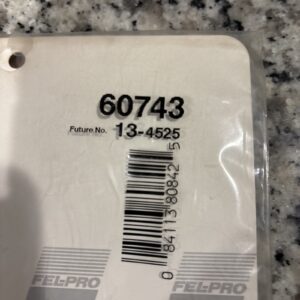 60743
Future No. 13-4525
0 84113 80842 5
FEL-PRO FEL-PRO